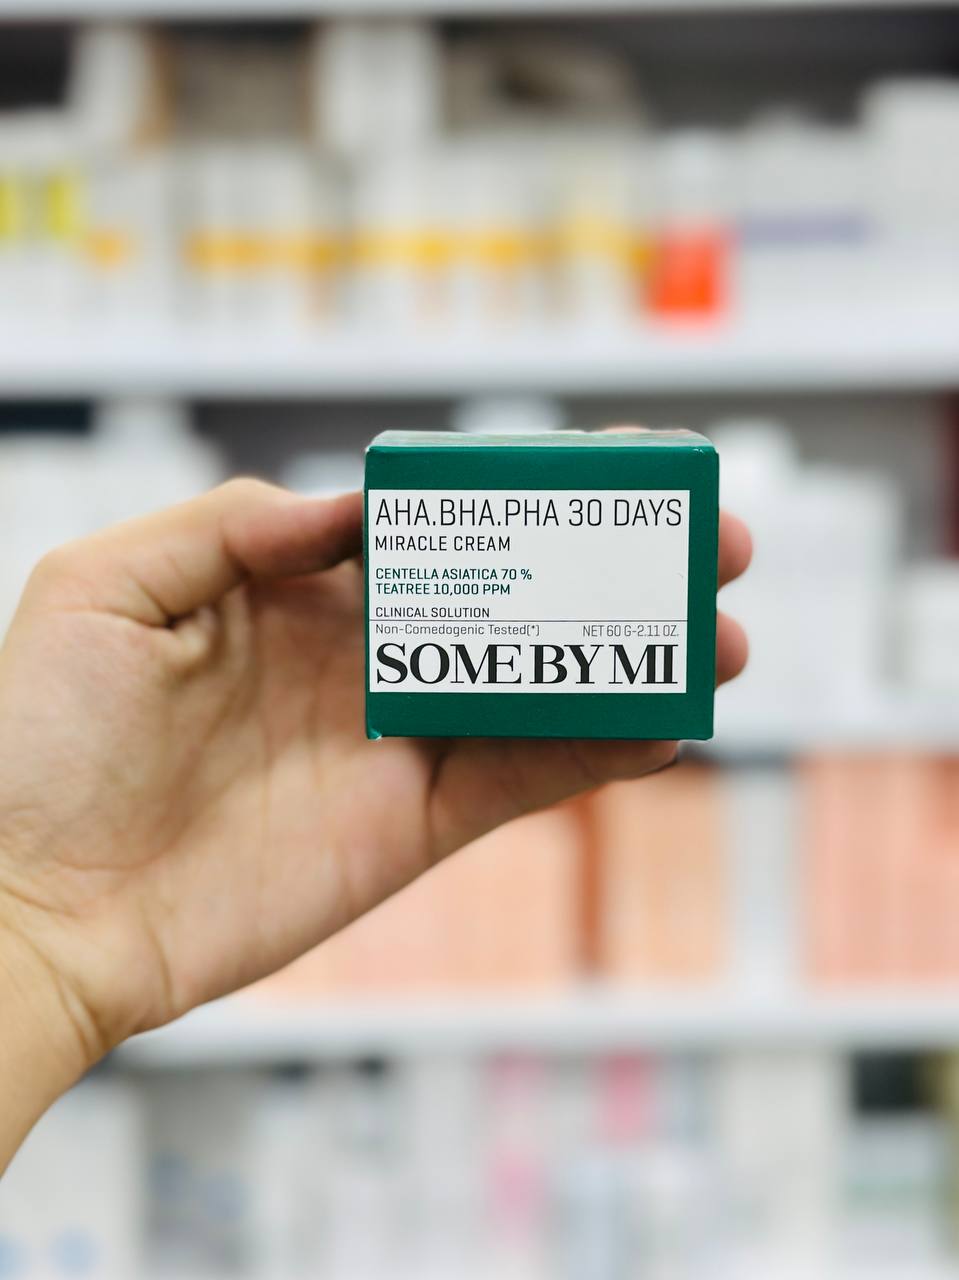 AHA.BHA.PHA 30 DAYS
MIRACLE CREAM
CENTELLA ASIATICA 70 %
TEATREE 10,000 PPM
CLINICAL SOLUTION
Non-Comedogenic Tested(*) NET 60 G-2.11 OZ.
SOME BY MI